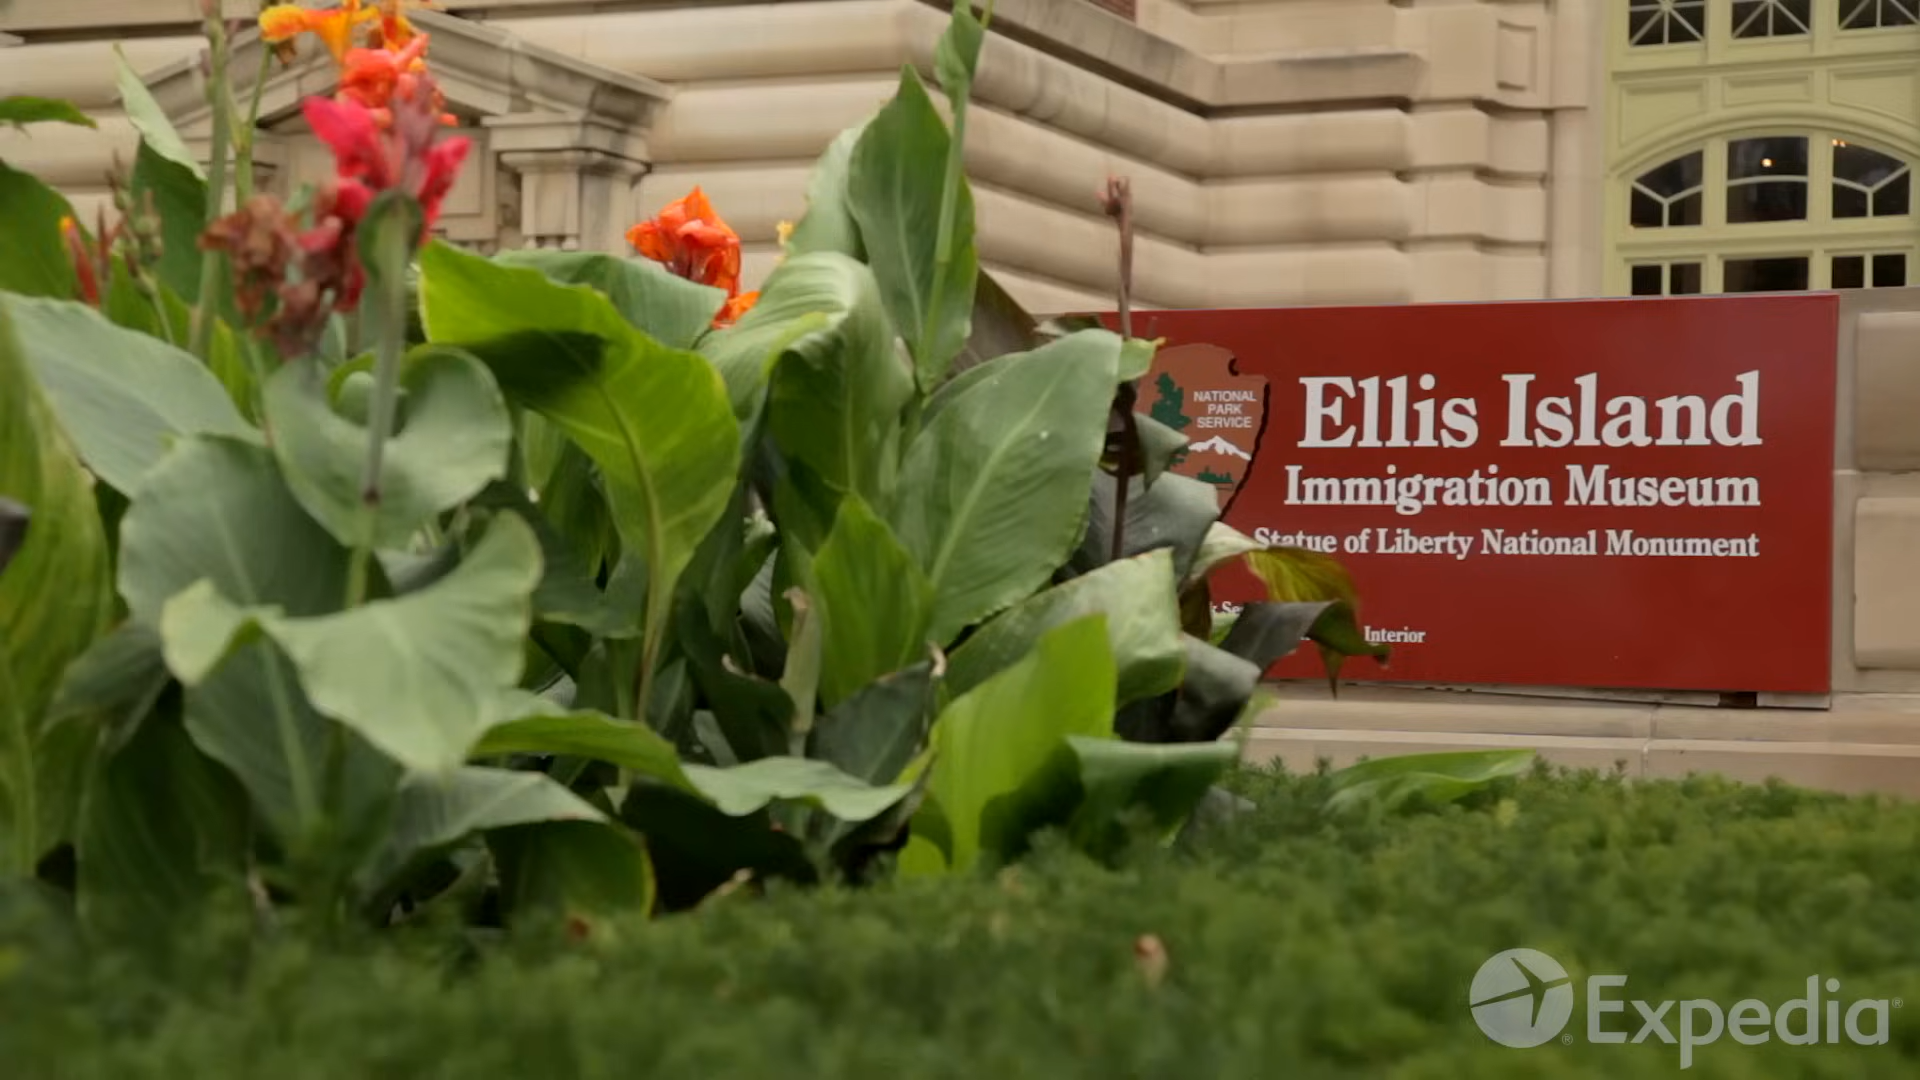 NATIONAL
PARK
SERVICE
Ellis Island
Immigration Museum
Statue of Liberty National Monument
Interior
Expedia®